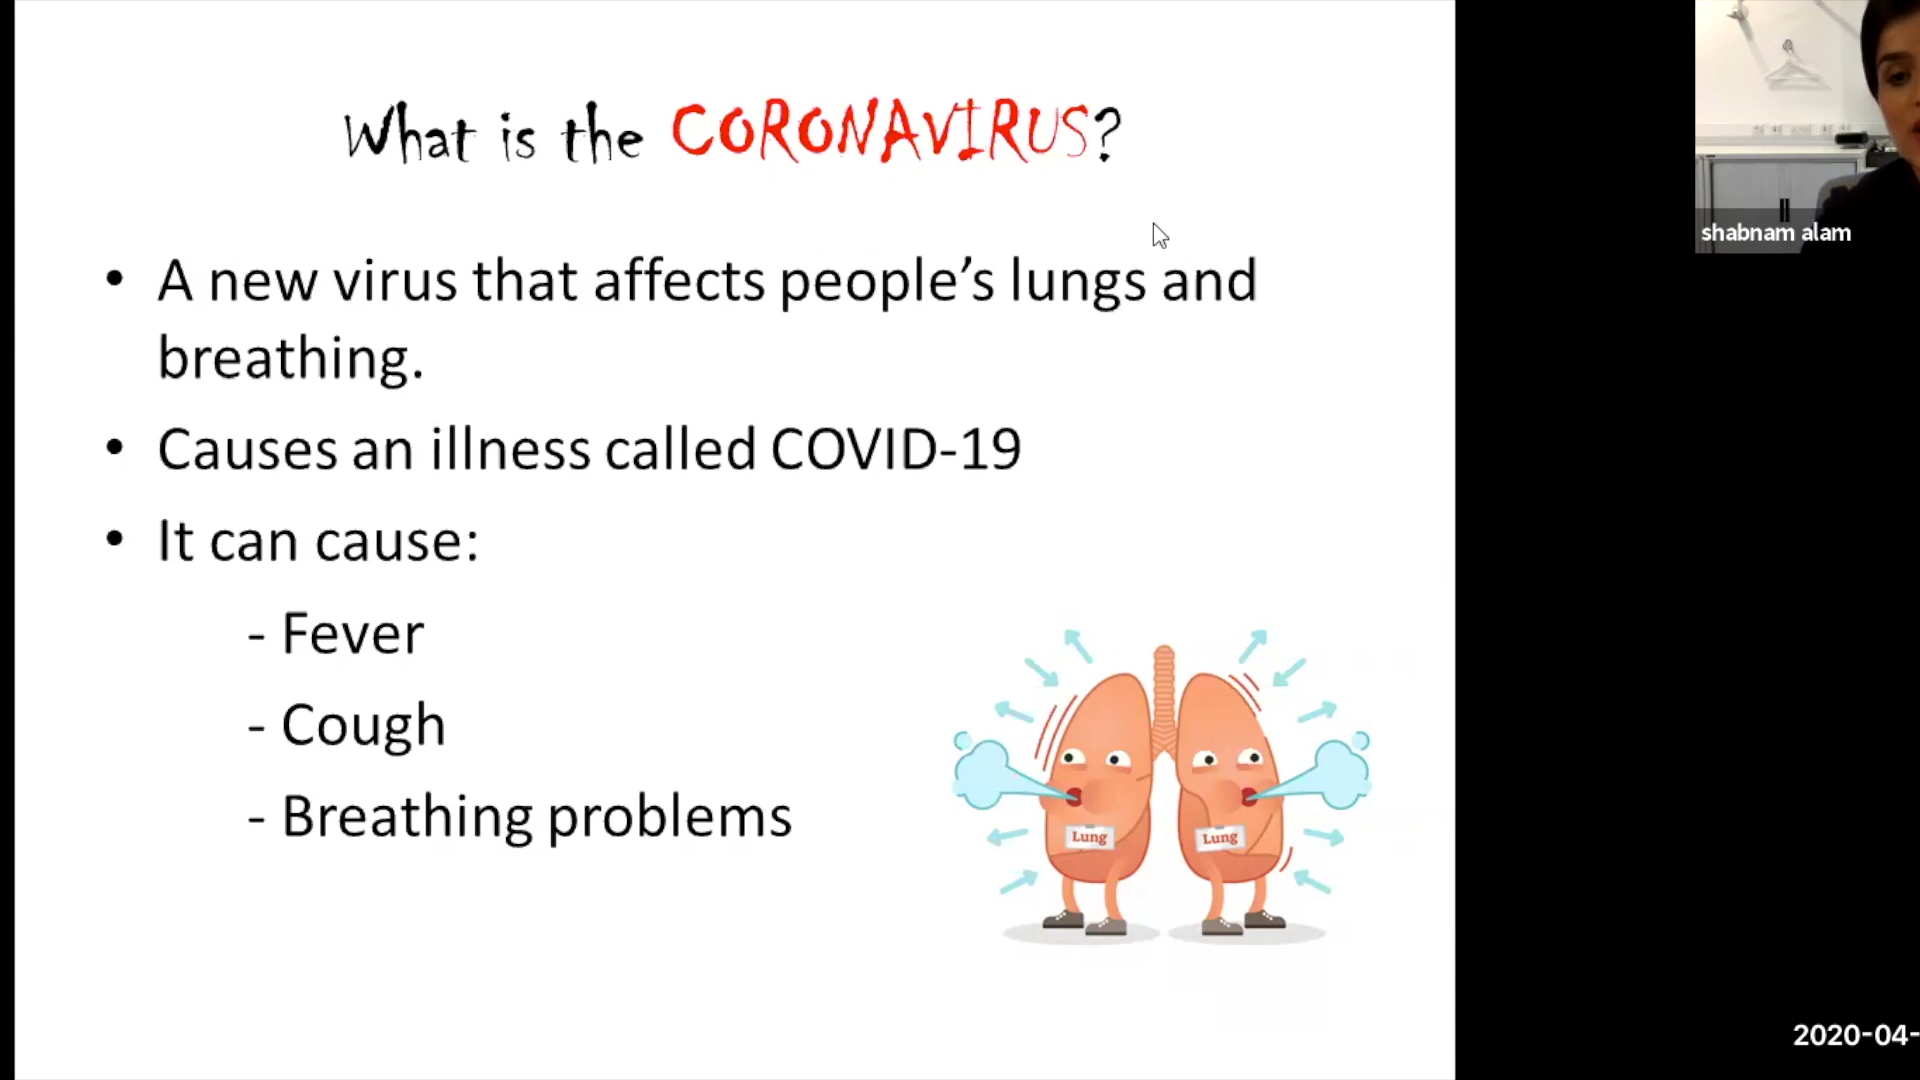 What is the CORONAVIRUS?
• A new virus that affects people’s lungs and
breathing.
• Causes an illness called COVID-19
• It can cause:
- Fever
- Cough
- Breathing problems
Lung
Lung
shabnam alam
2020-04-